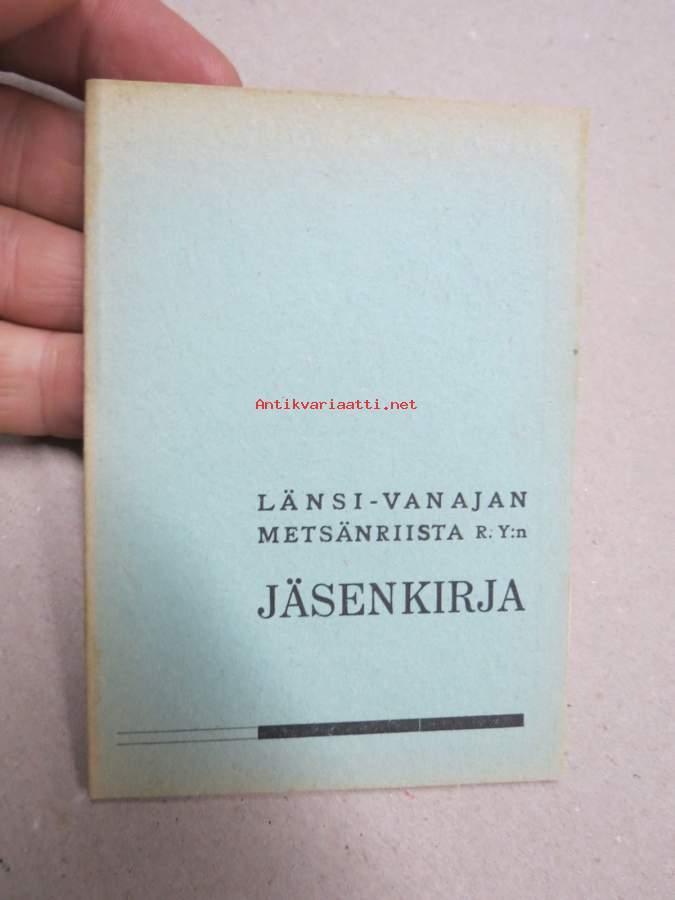 Antikvariaatti.net
LÄNSI-VANAJAN
METSÄNRIISTA R. Y:n
JÄSENKIRJA